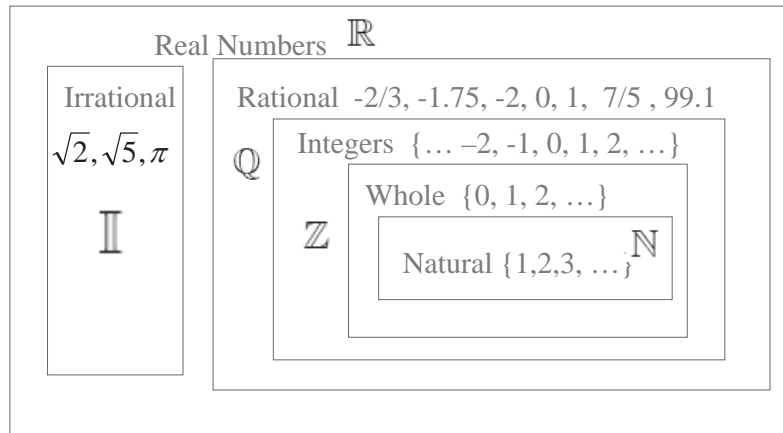 Real Numbers ℝ
Irrational
√2, √5, π
𝕀
Rational -2/3, -1.75, -2, 0, 1, 7/5 , 99.1
ℚ
Integers {… –2, -1, 0, 1, 2, …}
ℤ
Whole {0, 1, 2, …}
Natural {1,2,3, …}
ℕ